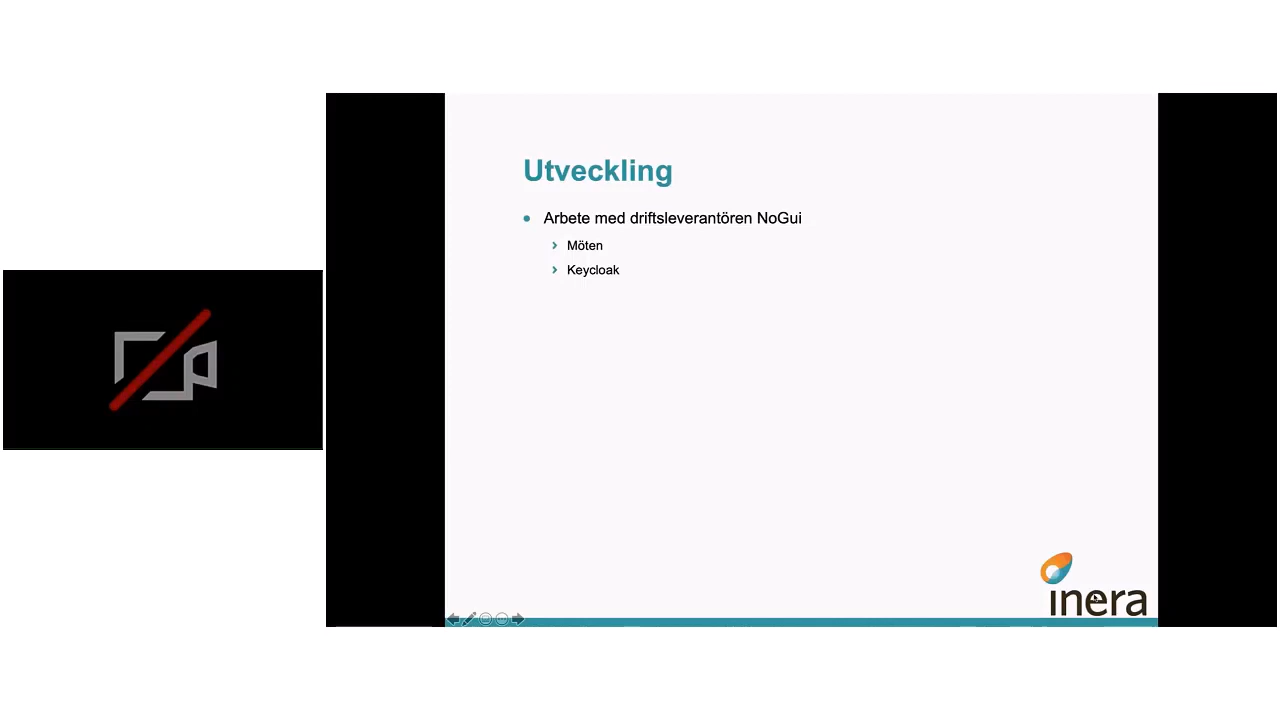 Utveckling
Arbete med driftsleverantören NoGui
Möten
Keycloak
inera